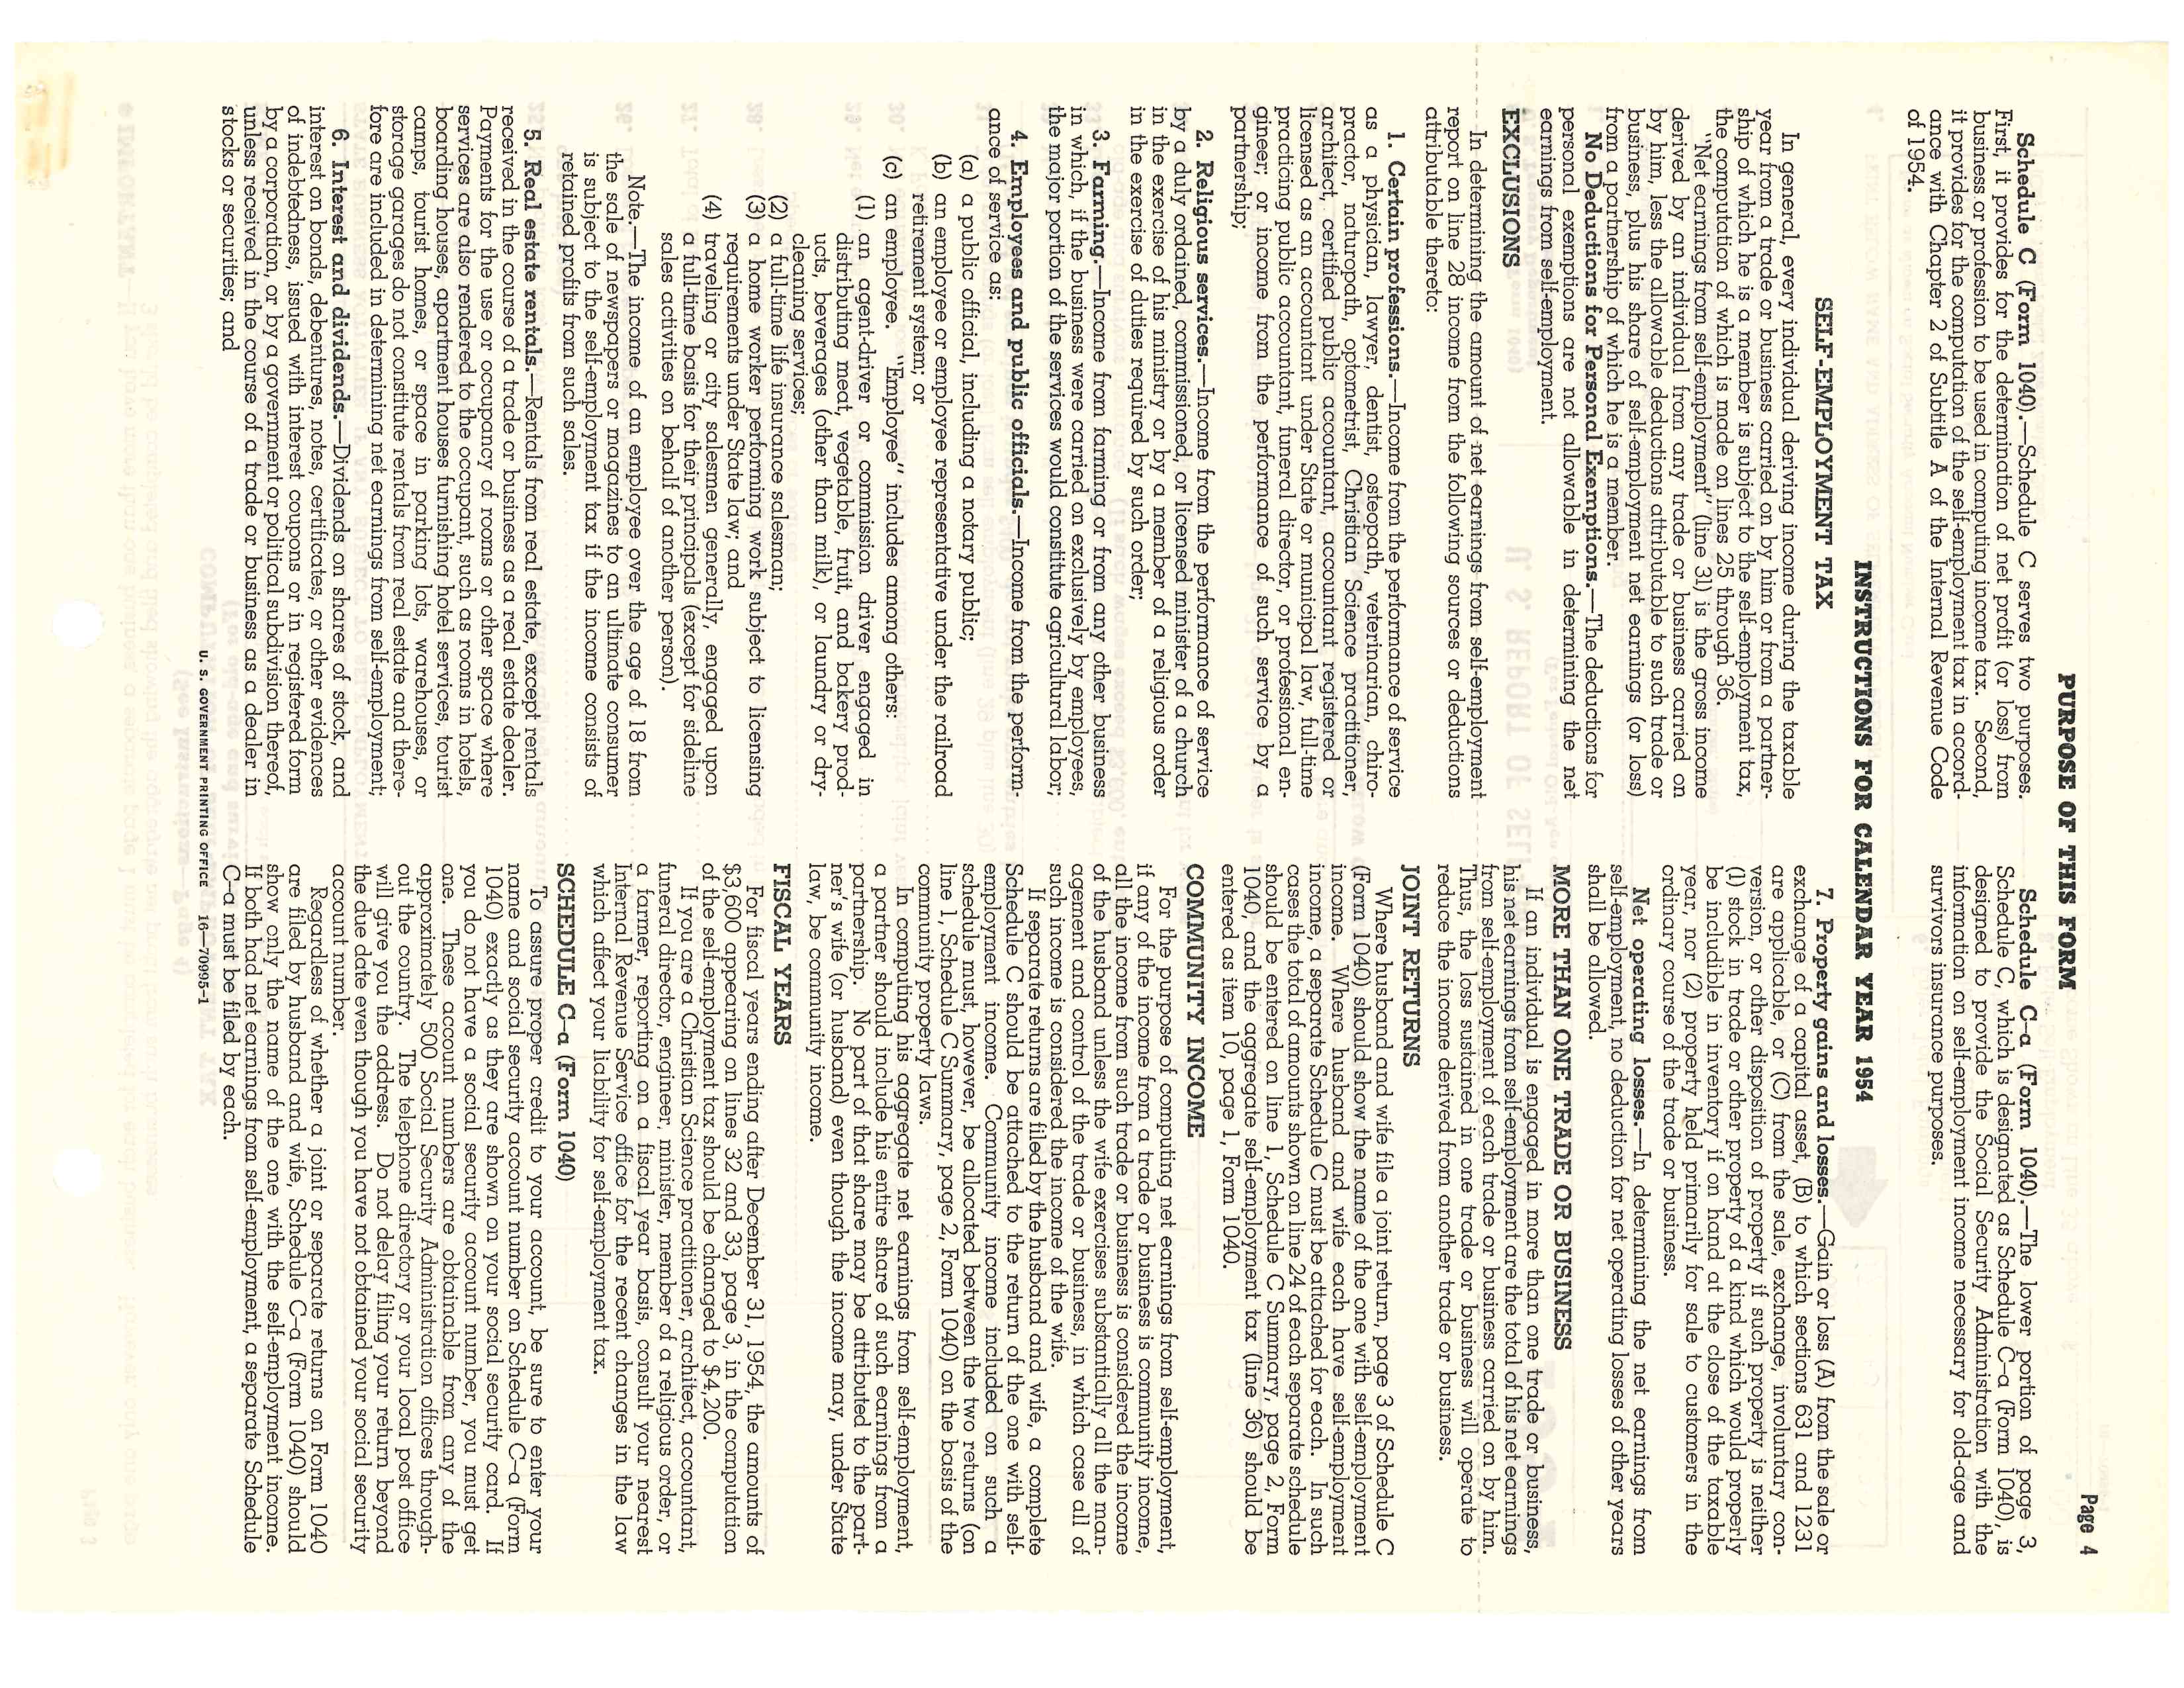 Page 4
PURPOSE OF THIS FORM
Schedule C (Form 1040).—Schedule C serves two purposes.
First, it provides for the determination of net profit (or loss) from
business or profession to be used in computing income tax. Second,
it provides for the computation of the self-employment tax in accord-
ance with Chapter 2 of Subtitle A of the Internal Revenue Code
of 1954.
Schedule C–a (Form 1040).—The lower portion of page 3,
Schedule C, which is designated as Schedule C–a (Form 1040), is
designed to provide the Social Security Administration with the
information on self-employment income necessary for old-age and
survivors insurance purposes.
INSTRUCTIONS FOR CALENDAR YEAR 1954
SELF-EMPLOYMENT TAX
In general, every individual deriving income during the taxable
year from a trade or business carried on by him or from a partner-
ship of which he is a member is subject to the self-employment tax,
the computation of which is made on lines 25 through 36.
"Net earnings from self-employment" (line 31) is the gross income
derived by an individual from any trade or business carried on
by him, less the allowable deductions attributable to such trade or
business, plus his share of self-employment net earnings (or loss)
from a partnership of which he is a member.
No Deductions for Personal Exemptions.—The deductions for
personal exemptions are not allowable in determining the net
earnings from self-employment.
EXCLUSIONS
In determining the amount of net earnings from self-employment
report on line 28 income from the following sources or deductions
attributable thereto:
1. Certain professions.—Income from the performance of service
as a physician, lawyer, dentist, osteopath, veterinarian, chiro-
practor, naturopath, optometrist, Christian Science practitioner,
architect, certified public accountant, accountant registered or
licensed as an accountant under State or municipal law, full-time
practicing public accountant, funeral director, or professional en-
gineer; or income from the performance of such service by a
partnership;
2. Religious services.—Income from the performance of service
by a duly ordained, commissioned, or licensed minister of a church
in the exercise of his ministry or by a member of a religious order
in the exercise of duties required by such order;
3. Farming.—Income from farming or from any other business
in which, if the business were carried on exclusively by employees,
the major portion of the services would constitute agricultural labor;
4. Employees and public officials.—Income from the perform-
ance of service as:
(a) a public official, including a notary public;
(b) an employee or employee representative under the railroad
retirement system; or
(c) an employee. "Employee" includes among others:
(1) an agent-driver or commission driver engaged in
distributing meat, vegetable, fruit, and bakery prod-
ucts, beverages (other than milk), or laundry or dry-
cleaning services;
(2) a full-time life insurance salesman;
(3) a home worker performing work subject to licensing
requirements under State law; and
(4) traveling or city salesmen generally, engaged upon
a full-time basis for their principals (except for sideline
sales activities on behalf of another person).
Note.—The income of an employee over the age of 18 from
the sale of newspapers or magazines to an ultimate consumer
is subject to the self-employment tax if the income consists of
retained profits from such sales.
5. Real estate rentals.—Rentals from real estate, except rentals
received in the course of a trade or business as a real estate dealer.
Payments for the use or occupancy of rooms or other space where
services are also rendered to the occupant, such as rooms in hotels,
boarding houses, apartment houses furnishing hotel services, tourist
camps, tourist homes, or space in parking lots, warehouses, or
storage garages do not constitute rentals from real estate and there-
fore are included in determining net earnings from self-employment;
6. Interest and dividends.—Dividends on shares of stock, and
interest on bonds, debentures, notes, certificates, or other evidences
of indebtedness, issued with interest coupons or in registered form
by a corporation, or by a government or political subdivision thereof,
unless received in the course of a trade or business as a dealer in
stocks or securities; and
7. Property gains and losses.—Gain or loss (A) from the sale or
exchange of a capital asset, (B) to which sections 631 and 1231
are applicable, or (C) from the sale, exchange, involuntary con-
version, or other disposition of property if such property is neither
(1) stock in trade or other property of a kind which would properly
be includible in inventory if on hand at the close of the taxable
year, nor (2) property held primarily for sale to customers in the
ordinary course of the trade or business.
Net operating losses.—In determining the net earnings from
self-employment, no deduction for net operating losses of other years
shall be allowed.
MORE THAN ONE TRADE OR BUSINESS
If an individual is engaged in more than one trade or business,
his net earnings from self-employment are the total of his net earnings
from self-employment of each trade or business carried on by him.
Thus, the loss sustained in one trade or business will operate to
reduce the income derived from another trade or business.
JOINT RETURNS
Where husband and wife file a joint return, page 3 of Schedule C
(Form 1040) should show the name of the one with self-employment
income. Where husband and wife each have self-employment
income, a separate Schedule C must be attached for each. In such
cases the total of amounts shown on line 24 of each separate schedule
should be entered on line 1, Schedule C Summary, page 2, Form
1040, and the aggregate self-employment tax (line 36) should be
entered as item 10, page 1, Form 1040.
COMMUNITY INCOME
For the purpose of computing net earnings from self-employment,
if any of the income from a trade or business is community income,
all the income from such trade or business is considered the income
of the husband unless the wife exercises substantially all the man-
agement and control of the trade or business, in which case all of
such income is considered the income of the wife.
If separate returns are filed by the husband and wife, a complete
Schedule C should be attached to the return of the one with self-
employment income. Community income included on such a
schedule must, however, be allocated between the two returns (on
line 1, Schedule C Summary, page 2, Form 1040) on the basis of the
community property laws.
In computing his aggregate net earnings from self-employment,
a partner should include his entire share of such earnings from a
partnership. No part of that share may be attributed to the part-
ner's wife (or husband) even though the income may, under State
law, be community income.
FISCAL YEARS
For fiscal years ending after December 31, 1954, the amounts of
$3,600 appearing on lines 32 and 33, page 3, in the computation
of the self-employment tax should be changed to $4,200.
If you are a Christian Science practitioner, architect, accountant,
funeral director, engineer, minister, member of a religious order, or
a farmer, reporting on a fiscal year basis, consult your nearest
Internal Revenue Service office for the recent changes in the law
which affect your liability for self-employment tax.
SCHEDULE C–a (Form 1040)
To assure proper credit to your account, be sure to enter your
name and social security account number on Schedule C–a (Form
1040) exactly as they are shown on your social security card. If
you do not have a social security account number, you must get
one. These account numbers are obtainable from any of the
approximately 500 Social Security Administration offices through-
out the country. The telephone directory or your local post office
will give you the address. Do not delay filing your return beyond
the due date even though you have not obtained your social security
account number.
Regardless of whether a joint or separate returns on Form 1040
are filed by husband and wife, Schedule C–a (Form 1040) should
show only the name of the one with the self-employment income.
If both had net earnings from self-employment, a separate Schedule
C–a must be filed by each.
U. S. GOVERNMENT PRINTING OFFICE 16—70995-1